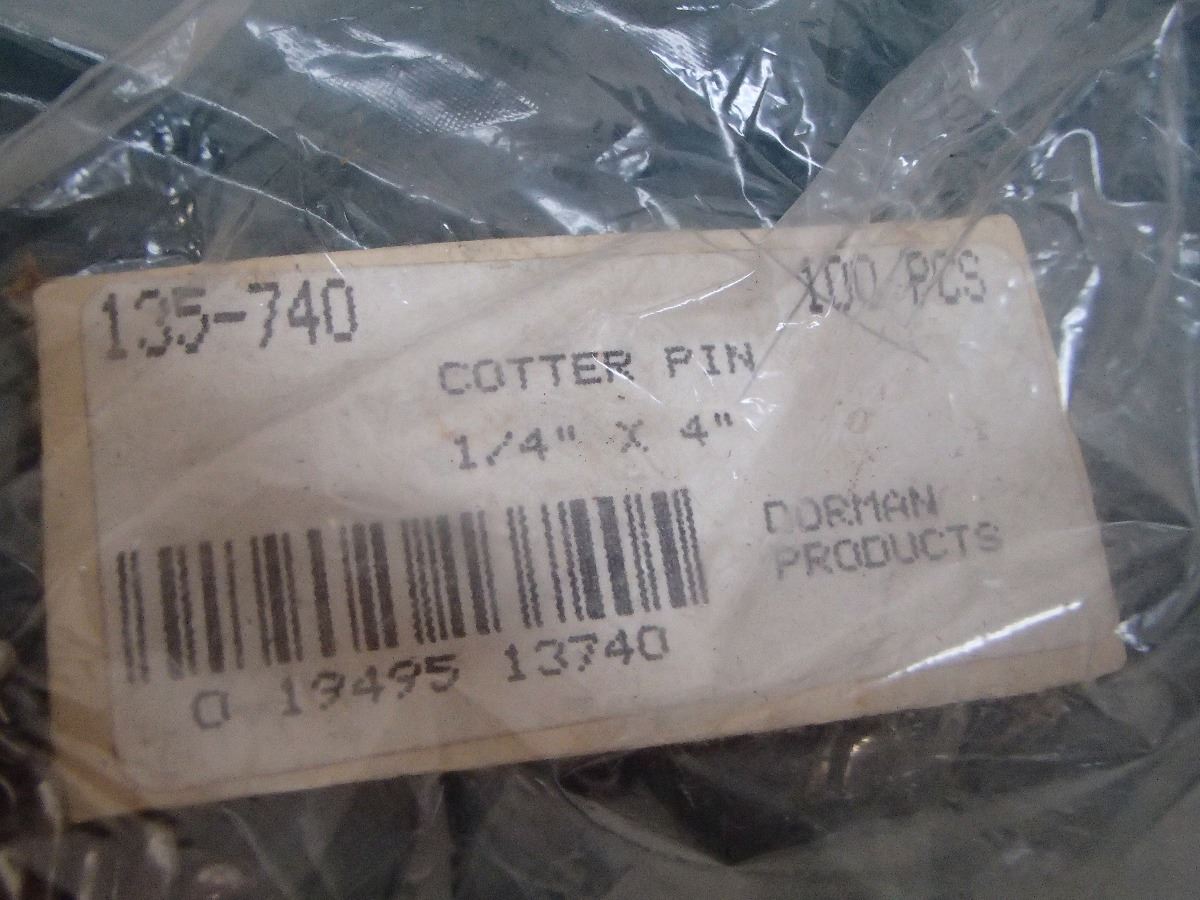 135-740
100 PCS
COTTER PIN
1/4" X 4"
DORMAN
PRODUCTS
0 19495 13740